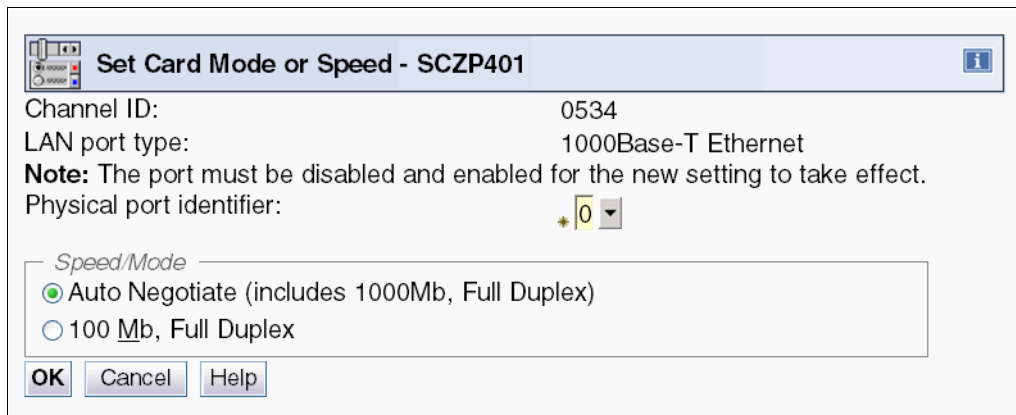 Set Card Mode or Speed - SCZP401 i
Channel ID: 0534
LAN port type: 1000Base-T Ethernet
Note: The port must be disabled and enabled for the new setting to take effect.
Physical port identifier: * 0
Speed/Mode
Auto Negotiate (includes 1000Mb, Full Duplex)
100 Mb, Full Duplex
OK Cancel Help